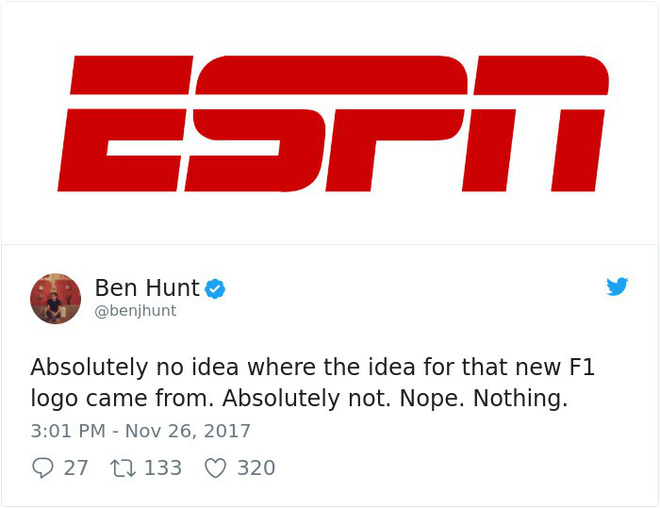 ESPN
Ben Hunt
@benjhunt
Absolutely no idea where the idea for that new F1
logo came from. Absolutely not. Nope. Nothing.
3:01 PM - Nov 26, 2017
27 133 320